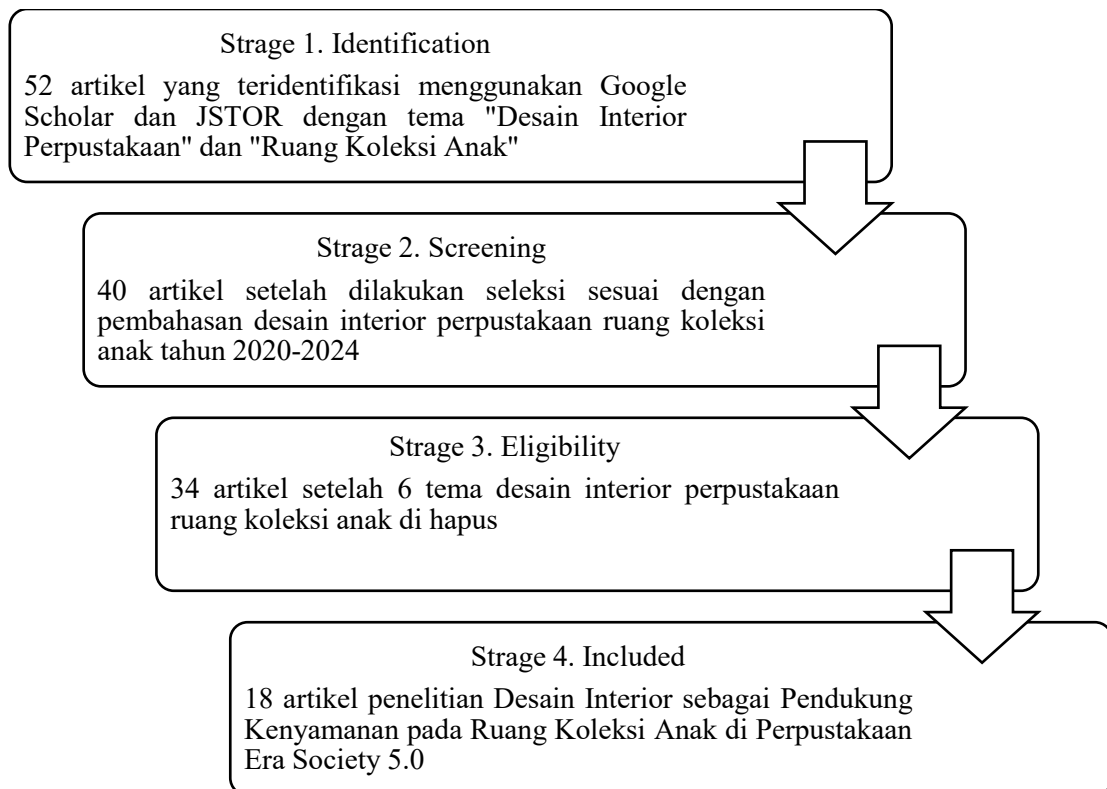 Strage 1. Identification
52 artikel yang teridentifikasi menggunakan Google
Scholar dan JSTOR dengan tema "Desain Interior
Perpustakaan" dan "Ruang Koleksi Anak"
Strage 2. Screening
40 artikel setelah dilakukan seleksi sesuai dengan
pembahasan desain interior perpustakaan ruang koleksi
anak tahun 2020-2024
Strage 3. Eligibility
34 artikel setelah 6 tema desain interior perpustakaan
ruang koleksi anak di hapus
Strage 4. Included
18 artikel penelitian Desain Interior sebagai Pendukung
Kenyamanan pada Ruang Koleksi Anak di Perpustakaan
Era Society 5.0